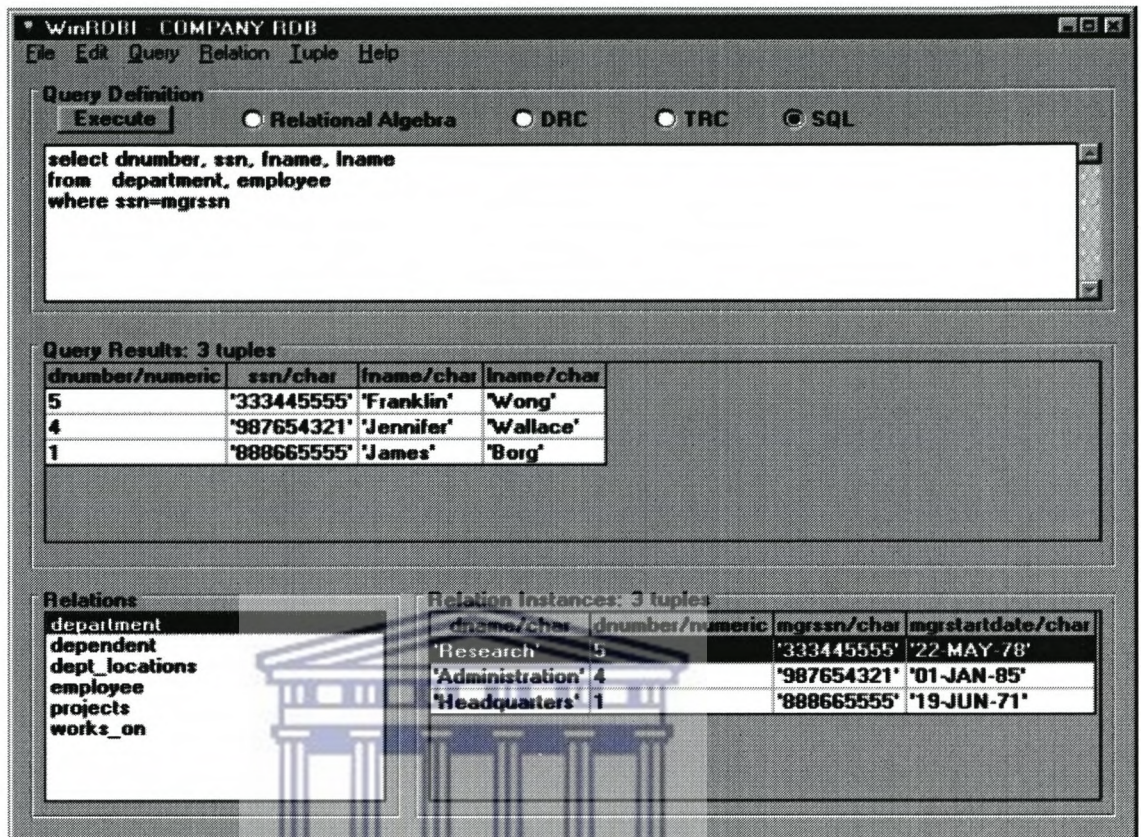 WinRDBI - COMPANY RDB
File Edit Query Relation Tuple Help
Query Definition
Execute Relational Algebra DRC TRC SQL
select dnumber, ssn, fname, lname
from department, employee
where ssn=mgrssn
Query Results: 3 tuples
dnumber/numeric ssn/char fname/char lname/char
5 '333445555' 'Franklin' 'Wong'
4 '987654321' 'Jennifer' 'Wallace'
1 '888665555' 'James' 'Borg'
Relations
department
dependent
dept_locations
employee
projects
works_on
Relation Instances: 3 tuples
dname/char dnumber/numeric mgrssn/char mgrstartdate/char
'Research' 5 '333445555' '22-MAY-78'
'Administration' 4 '987654321' '01-JAN-85'
'Headquarters' 1 '888665555' '19-JUN-71'